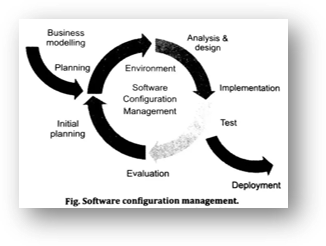 Business
modelling
Analysis &
design
Planning
Environment
Software
Configuration
Management
Implementation
Initial
planning
Test
Evaluation
Deployment
Fig. Software configuration management.